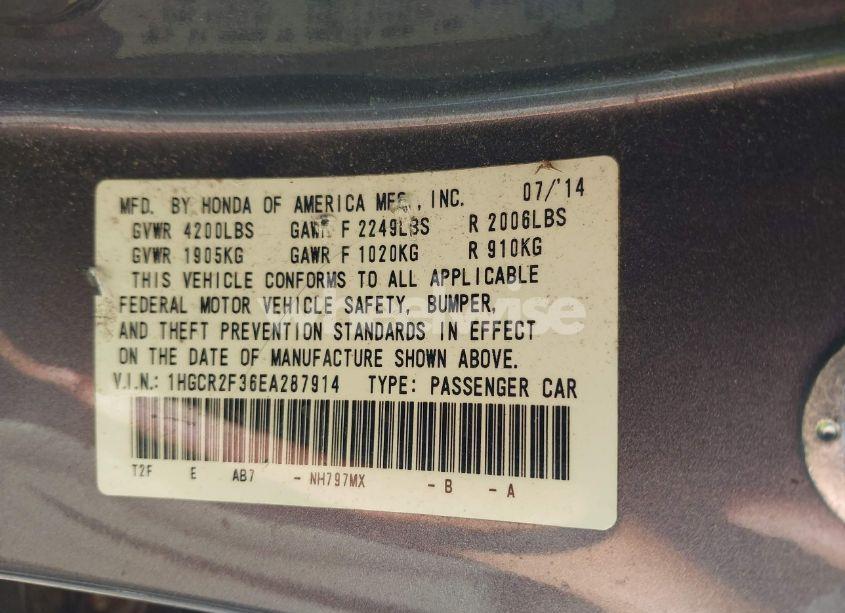 MFD. BY HONDA OF AMERICA MFG., INC. 07/'14
GVWR 4200LBS GAWR F 2249LBS R 2006LBS
GVWR 1905KG GAWR F 1020KG R 910KG
THIS VEHICLE CONFORMS TO ALL APPLICABLE
FEDERAL MOTOR VEHICLE SAFETY, BUMPER,
AND THEFT PREVENTION STANDARDS IN EFFECT
ON THE DATE OF MANUFACTURE SHOWN ABOVE.
V.I.N.: 1HGCR2F36EA287914 TYPE: PASSENGER CAR
T2F E AB7 - NH797MX - B - A
wheelwise